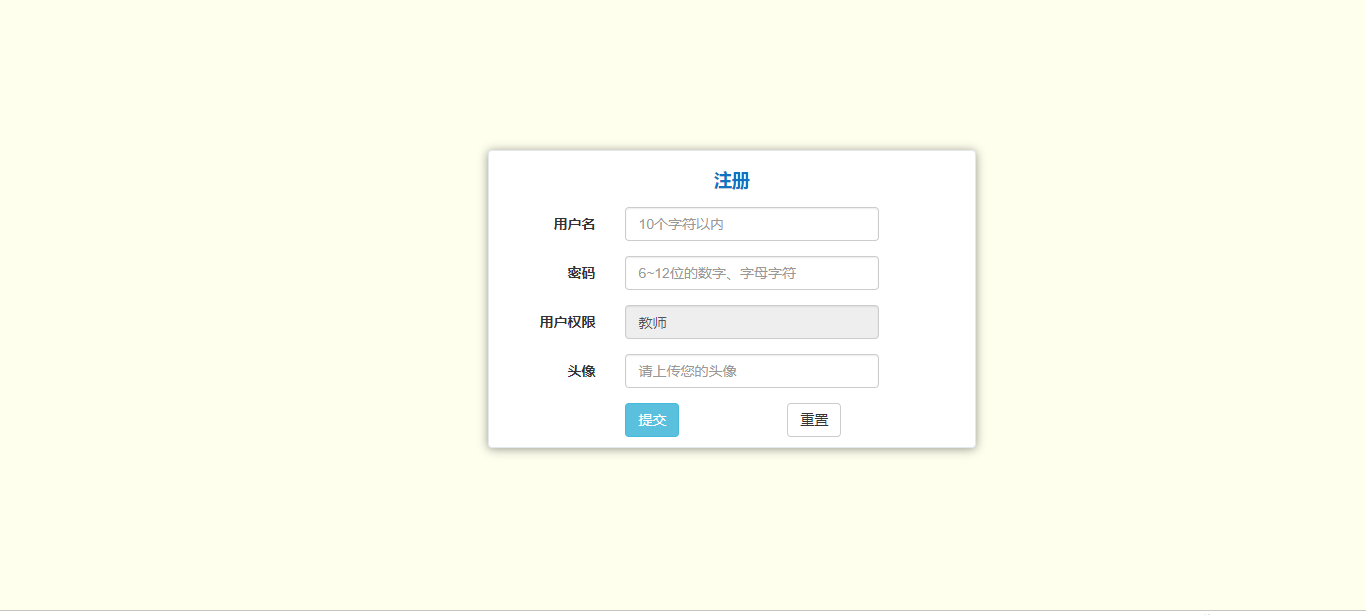 注册
用户名 10个字符以内
密码 6~12位的数字、字母字符
用户权限 教师
头像 请上传您的头像
提交 重置